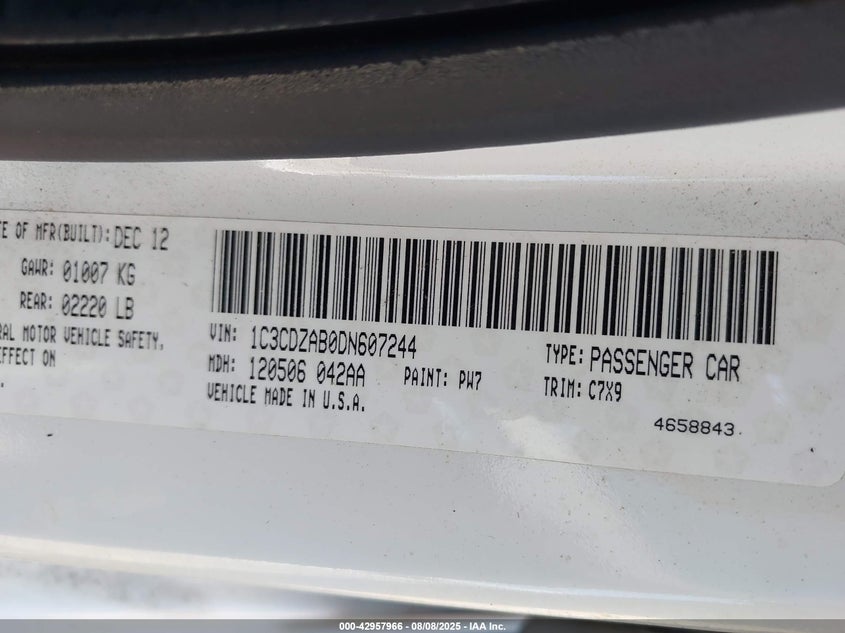 TE OF MFR(BUILT): DEC 12
GAWR: 01007 KG
REAR: 02220 LB
RAL MOTOR VEHICLE SAFETY,
EFFECT ON
VIN: 1C3CDZAB0DN607244
TYPE: PASSENGER CAR
MDH: 120506 042AA
PAINT: PW7
TRIM: C7X9
VEHICLE MADE IN U.S.A.
4658843
000-42957966 - 08/08/2025 - IAA Inc.